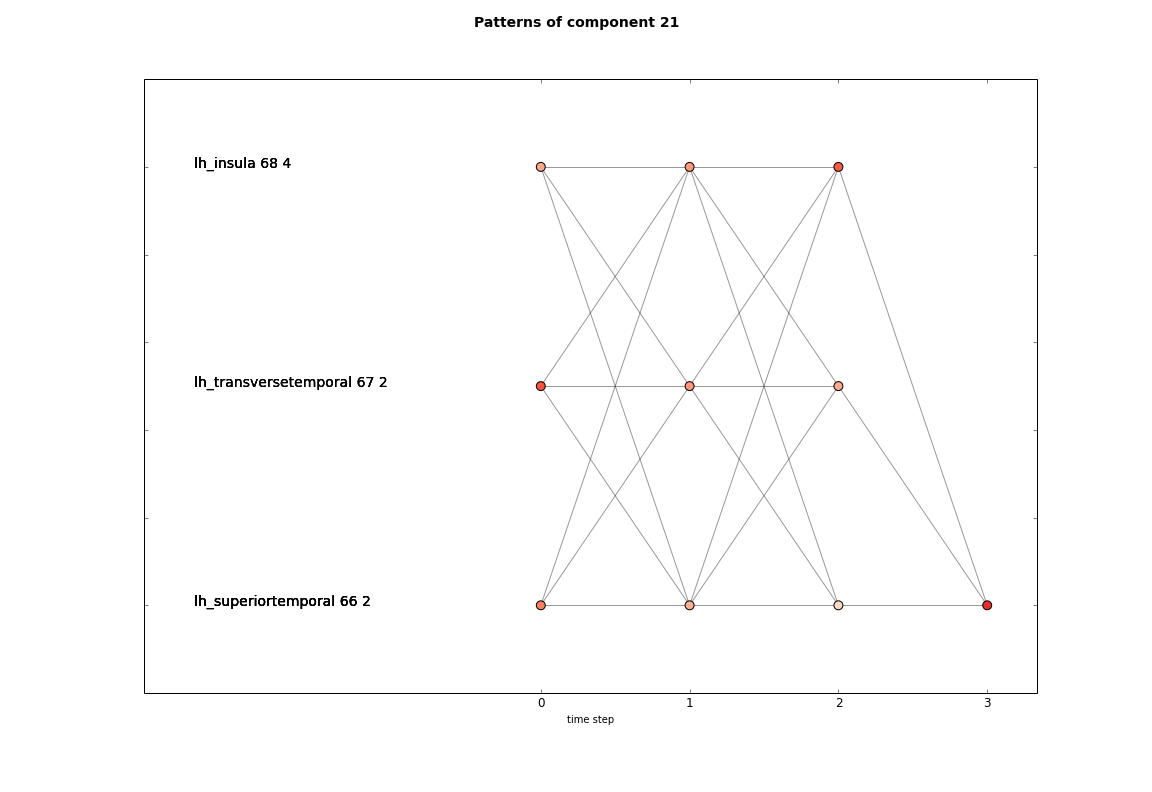 Patterns of component 21
lh_insula 68 4
lh_transversetemporal 67 2
lh_superiortemporal 66 2
0 1 2 3
time step